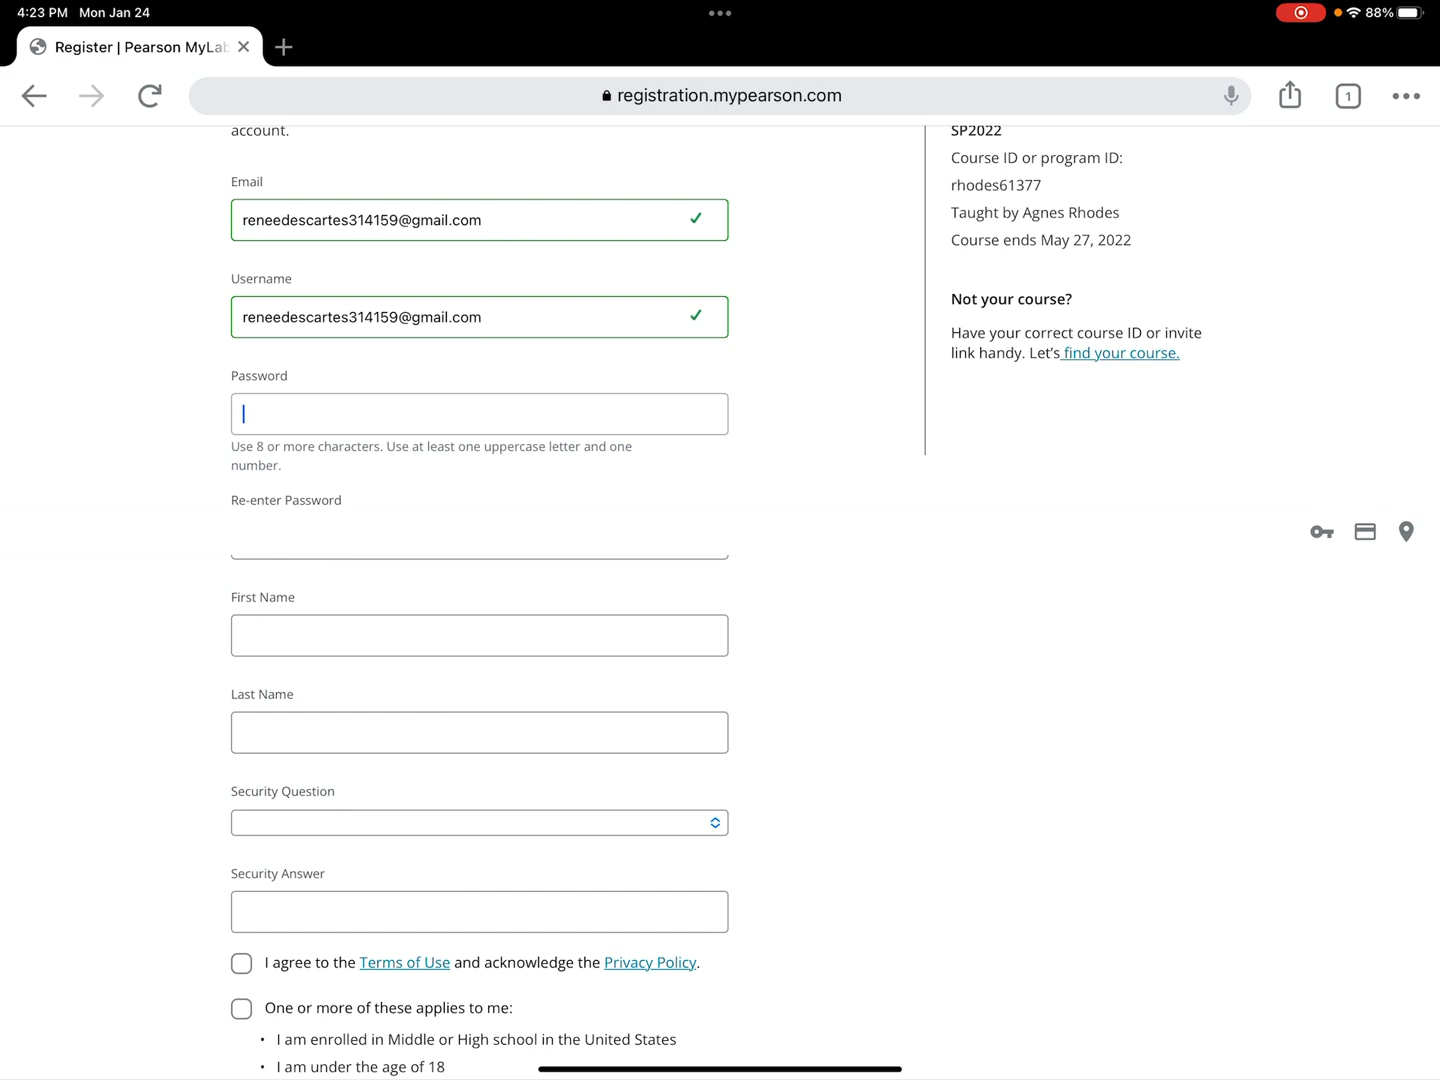 4:23 PM Mon Jan 24
88%
Register | Pearson MyLab
registration.mypearson.com
1
account.
Email
reneedescartes314159@gmail.com
Username
reneedescartes314159@gmail.com
Password
Use 8 or more characters. Use at least one uppercase letter and one
number.
Re-enter Password
First Name
Last Name
Security Question
Security Answer
I agree to the Terms of Use and acknowledge the Privacy Policy.
One or more of these applies to me:
• I am enrolled in Middle or High school in the United States
• I am under the age of 18
SP2022
Course ID or program ID:
rhodes61377
Taught by Agnes Rhodes
Course ends May 27, 2022
Not your course?
Have your correct course ID or invite
link handy. Let's find your course.